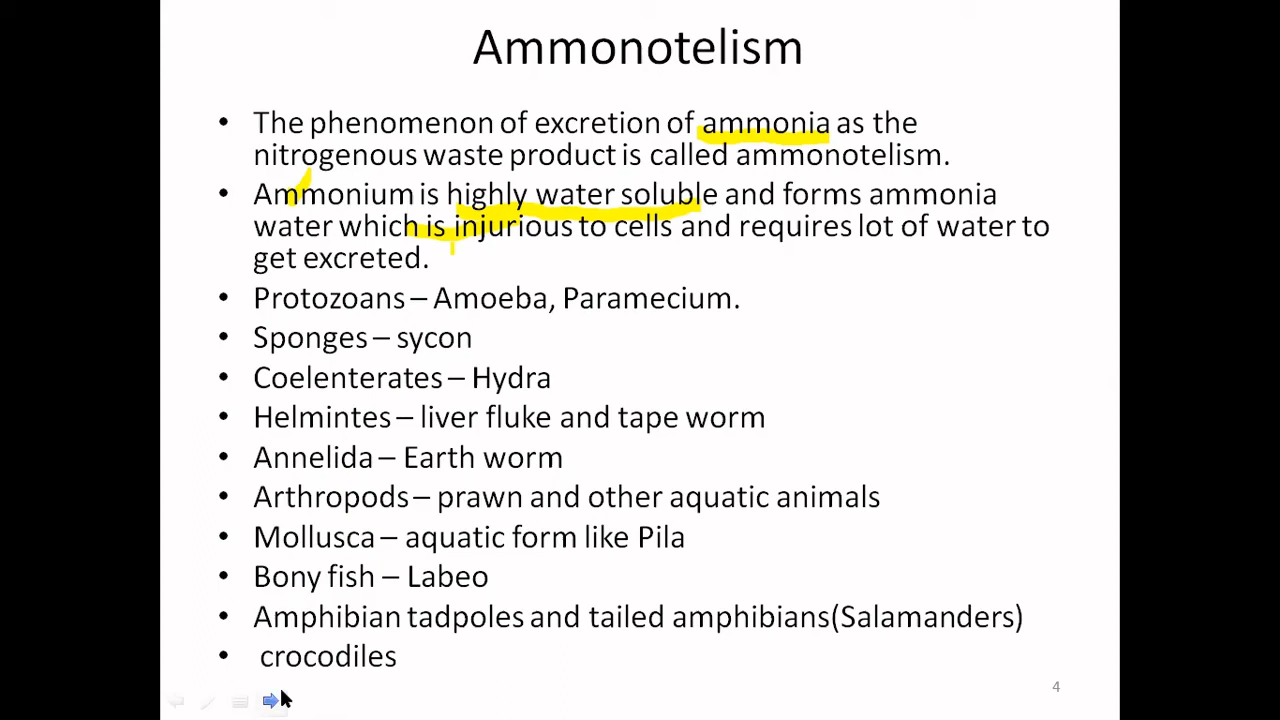 Ammonotelism
• The phenomenon of excretion of ammonia as the
nitrogenous waste product is called ammonotelism.
• Ammonium is highly water soluble and forms ammonia
water which is injurious to cells and requires lot of water to
get excreted.
• Protozoans – Amoeba, Paramecium.
• Sponges – sycon
• Coelenterates – Hydra
• Helmintes – liver fluke and tape worm
• Annelida – Earth worm
• Arthropods – prawn and other aquatic animals
• Mollusca – aquatic form like Pila
• Bony fish – Labeo
• Amphibian tadpoles and tailed amphibians(Salamanders)
• crocodiles
4